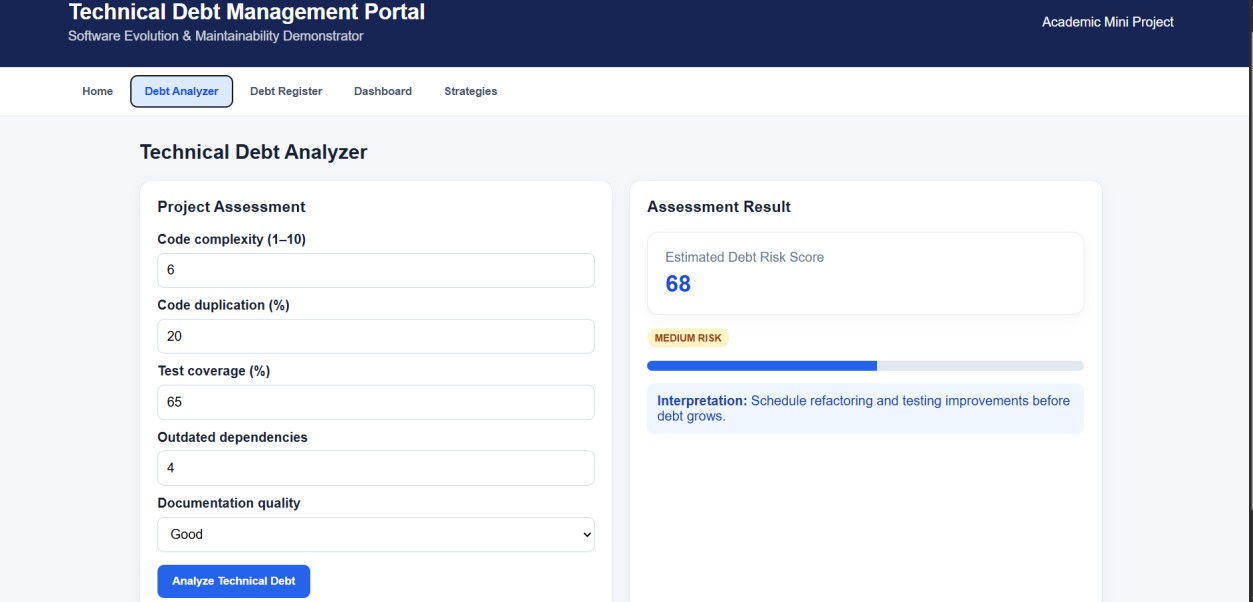 Technical Debt Management Portal
Software Evolution & Maintainability Demonstrator
Academic Mini Project
Home
Debt Analyzer
Debt Register
Dashboard
Strategies
Technical Debt Analyzer
Project Assessment
Code complexity (1–10)
6
Code duplication (%)
20
Test coverage (%)
65
Outdated dependencies
4
Documentation quality
Good
Analyze Technical Debt
Assessment Result
Estimated Debt Risk Score
68
MEDIUM RISK
Interpretation: Schedule refactoring and testing improvements before
debt grows.